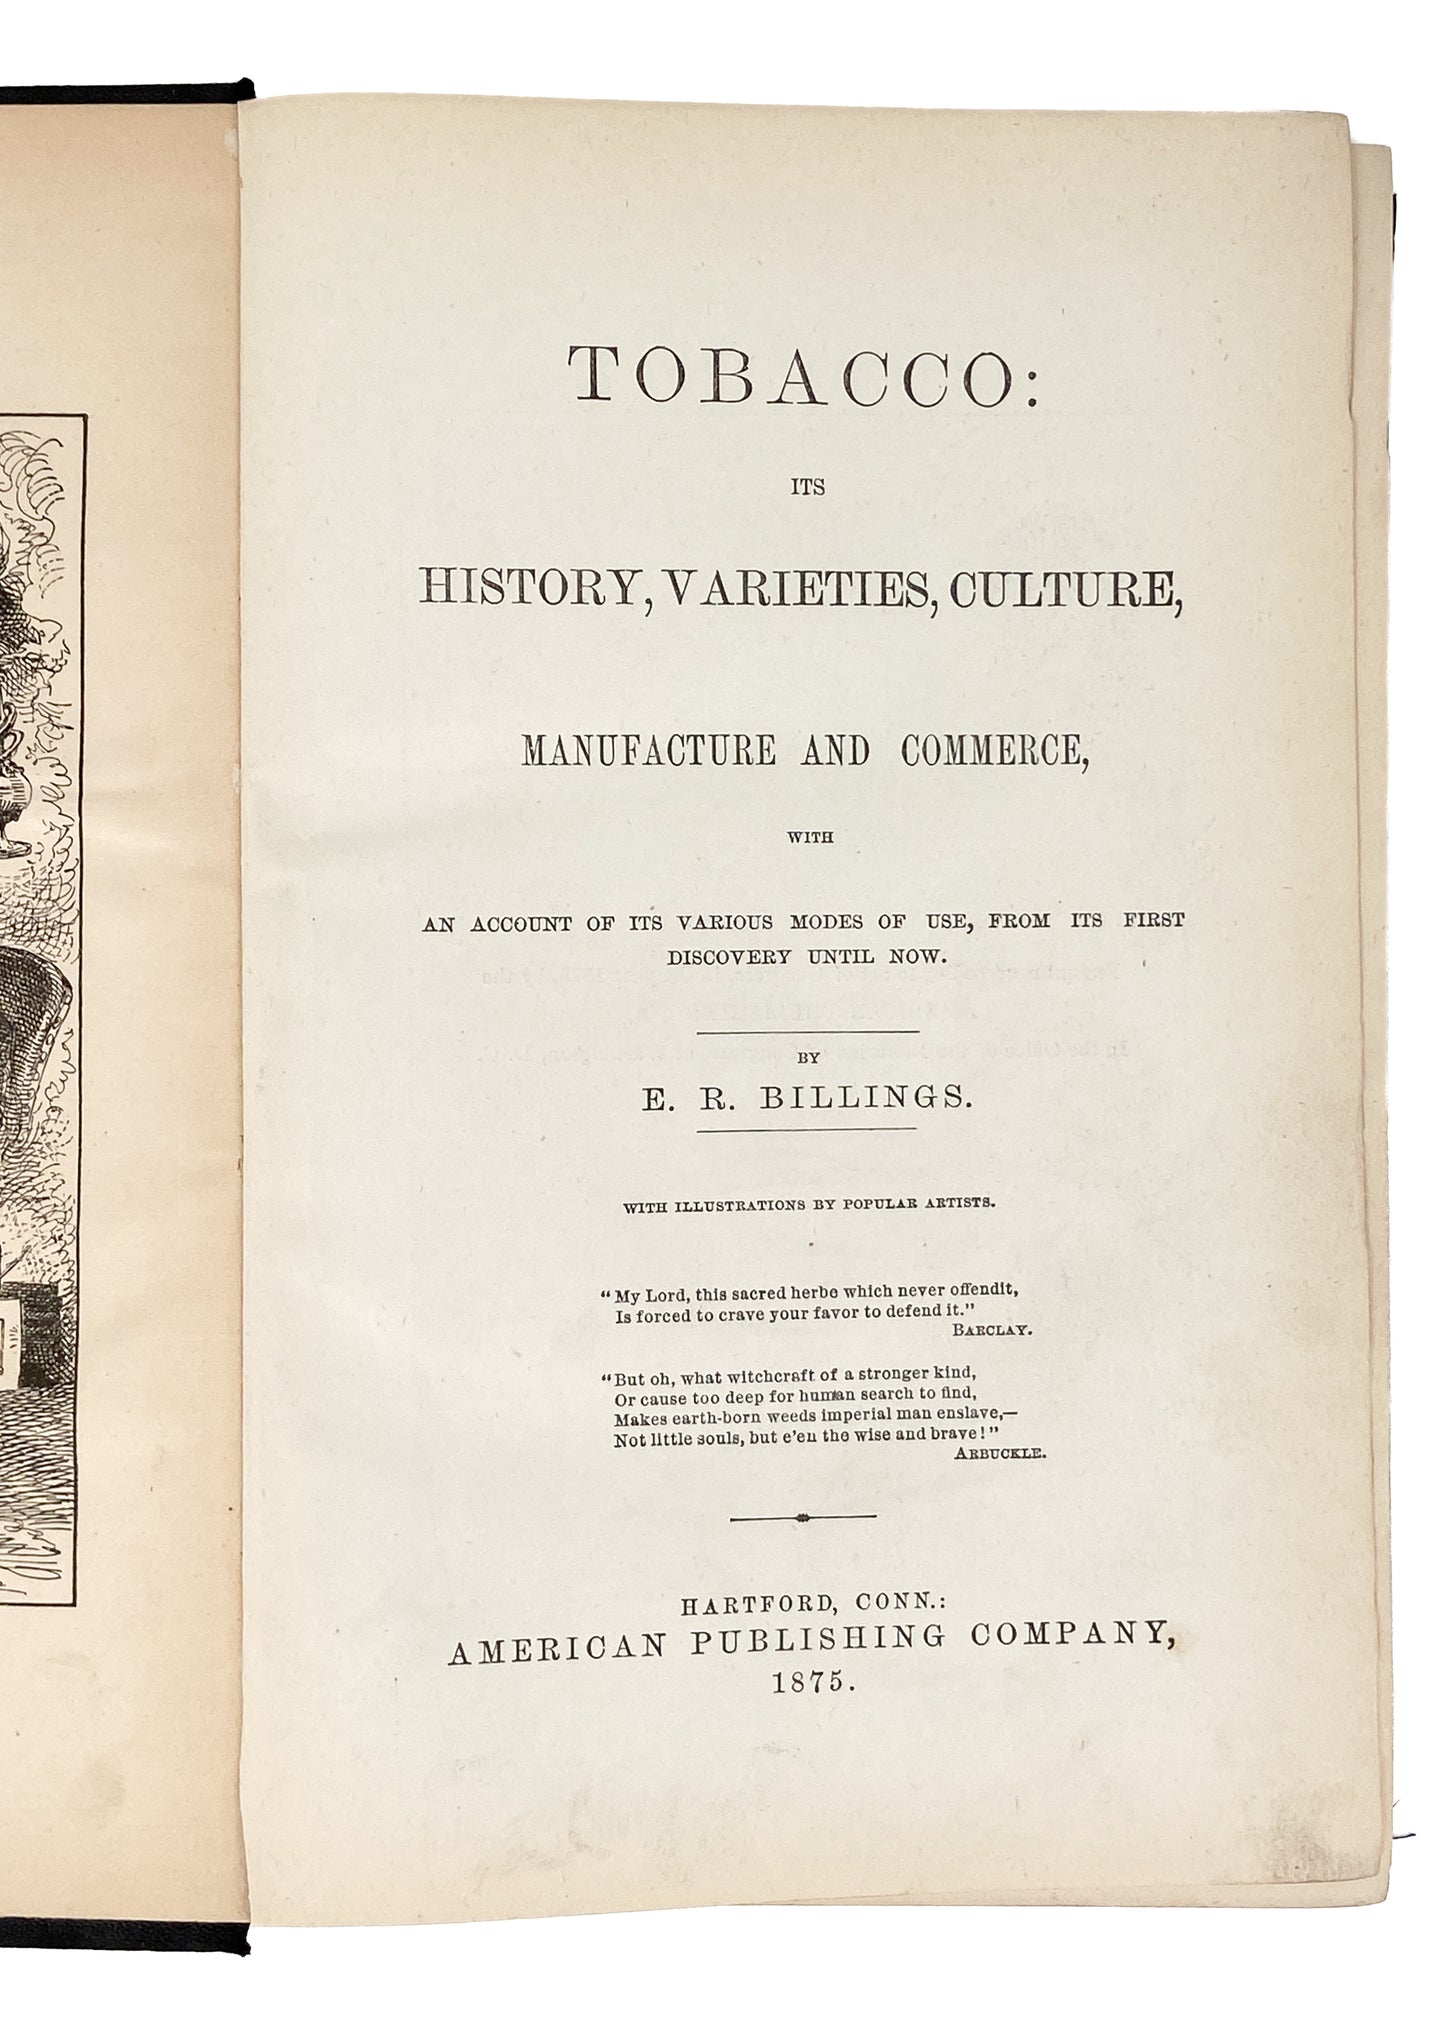 TOBACCO:
ITS
HISTORY, VARIETIES, CULTURE,
MANUFACTURE AND COMMERCE,
WITH
AN ACCOUNT OF ITS VARIOUS MODES OF USE, FROM ITS FIRST
DISCOVERY UNTIL NOW.
BY
E. R. BILLINGS.
WITH ILLUSTRATIONS BY POPULAR ARTISTS.
"My Lord, this sacred herbe which never offendit,
Is forced to crave your favor to defend it."
BARCLAY.
"But oh, what witchcraft of a stronger kind,
Or cause too deep for human search to find,
Makes earth-born weeds imperial man enslave,—
Not little souls, but e'en the wise and brave!"
ARBUCKLE.
HARTFORD, CONN.:
AMERICAN PUBLISHING COMPANY,
1875.